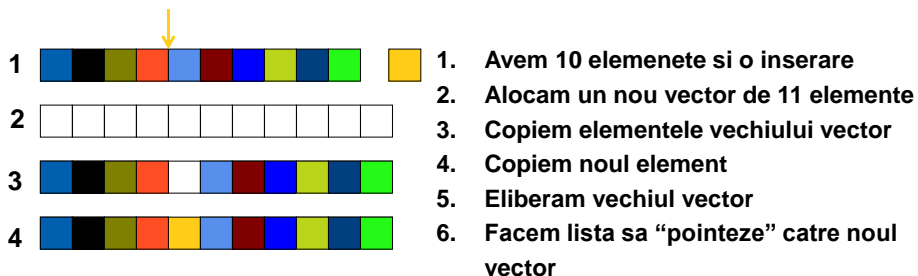 1
2
3
4
1. Avem 10 elemenete si o inserare
2. Alocam un nou vector de 11 elemente
3. Copiem elementele vechiului vector
4. Copiem noul element
5. Eliberam vechiul vector
6. Facem lista sa “pointeze” catre noul
vector